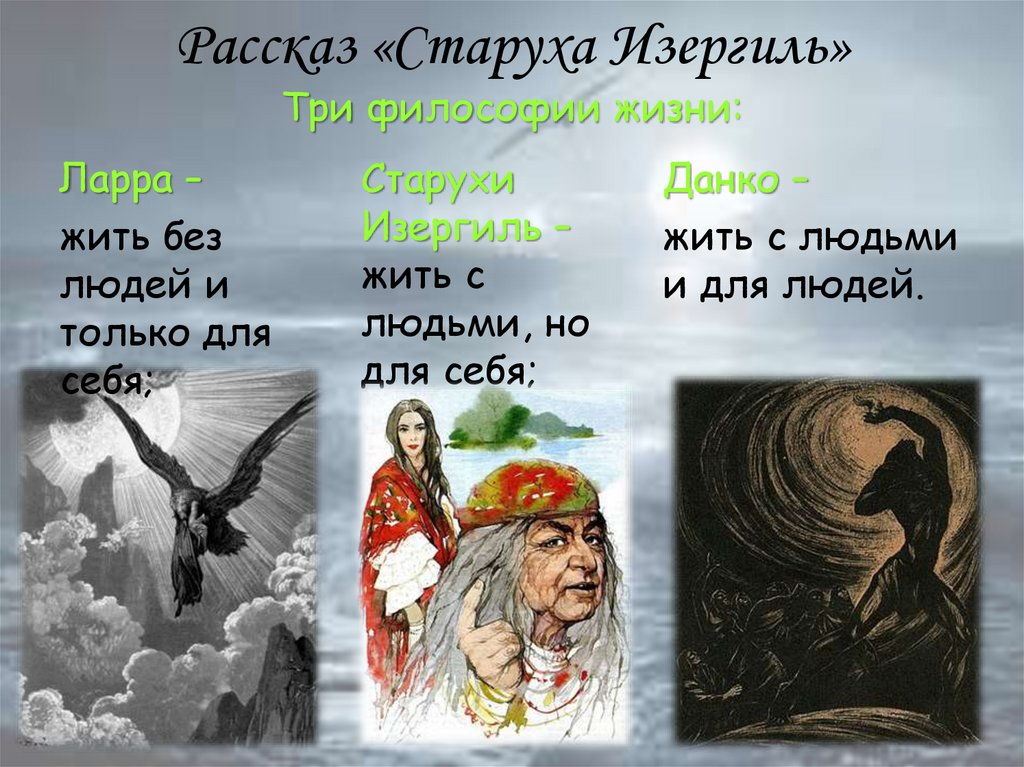 Рассказ «Старуха Изергиль»
Три философии жизни:
Ларра –
жить без
людей и
только для
себя;
Старухи
Изергиль –
жить с
людьми, но
для себя;
Данко –
жить с людьми
и для людей.